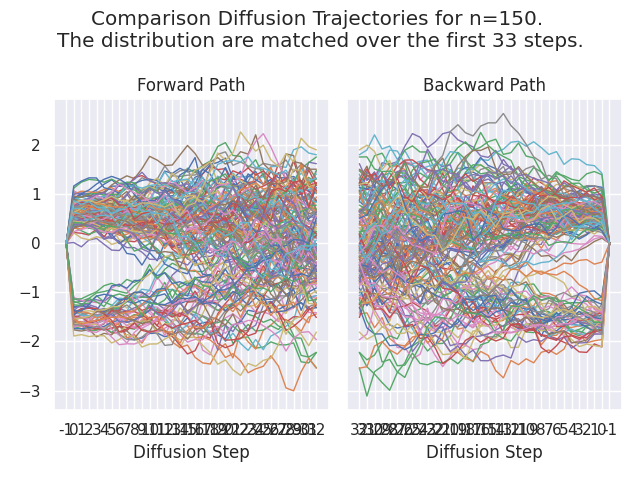 Comparison Diffusion Trajectories for n=150.
The distribution are matched over the first 33 steps.
Forward Path
Backward Path
2
1
0
−1
−2
−3
Diffusion Step
Diffusion Step